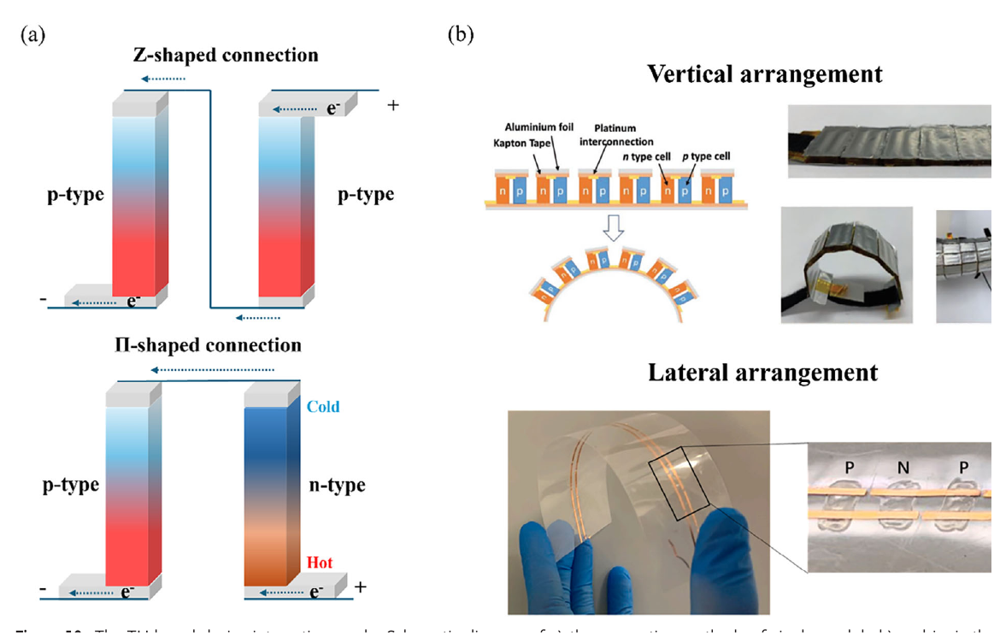 (a)
Z-shaped connection
e-
+
p-type
p-type
-
e-
Π-shaped connection
Cold
p-type
n-type
Hot
-
e-
e-
+
(b)
Vertical arrangement
Aluminium foil
Platinum
Kapton Tape
interconnection
n type cell
p type cell
n p n p n p n p n p n p
n p n p n p n p n p n p
Lateral arrangement
P N P